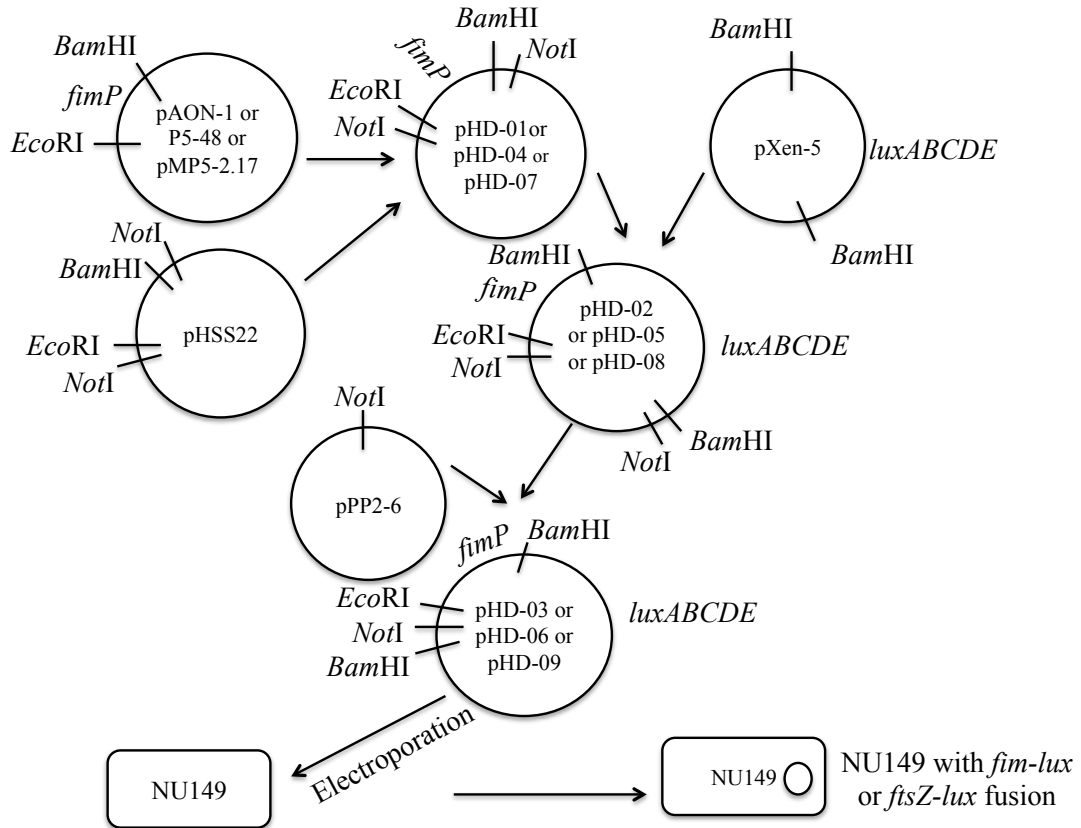 BamHI
fimP
EcoRI
pAON-1 or
P5-48 or
pMP5-2.17
BamHI
NotI
fimP
EcoRI
NotI
pHD-01or
pHD-04 or
pHD-07
BamHI
pXen-5
luxABCDE
BamHI
NotI
BamHI
EcoRI
NotI
pHSS22
BamHI
fimP
EcoRI
NotI
pHD-02
or pHD-05
or pHD-08
luxABCDE
BamHI
NotI
NotI
pPP2-6
fimP
BamHI
EcoRI
NotI
BamHI
pHD-03 or
pHD-06 or
pHD-09
luxABCDE
Electroporation
NU149
NU149
NU149 with fim-lux
or ftsZ-lux fusion